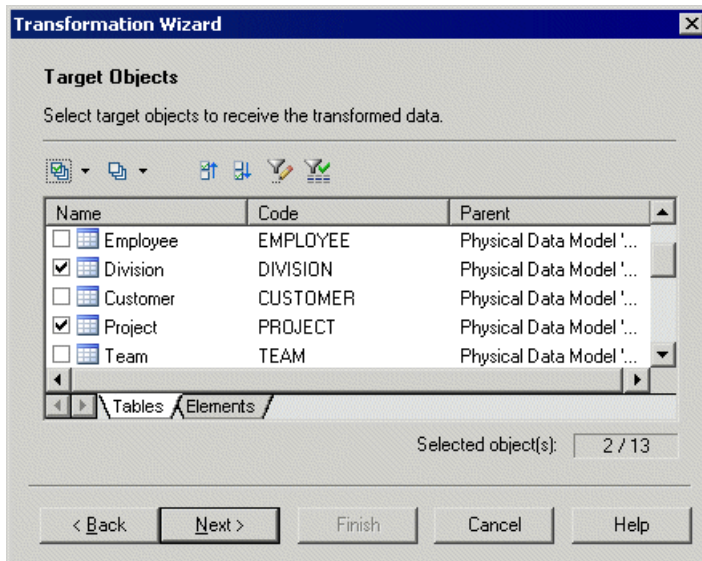 Transformation Wizard
Target Objects
Select target objects to receive the transformed data.
Name Code Parent
Employee EMPLOYEE Physical Data Model '...
Division DIVISION Physical Data Model '...
Customer CUSTOMER Physical Data Model '...
Project PROJECT Physical Data Model '...
Team TEAM Physical Data Model '...
Tables Elements
Selected object(s): 2 / 13
< Back Next > Finish Cancel Help